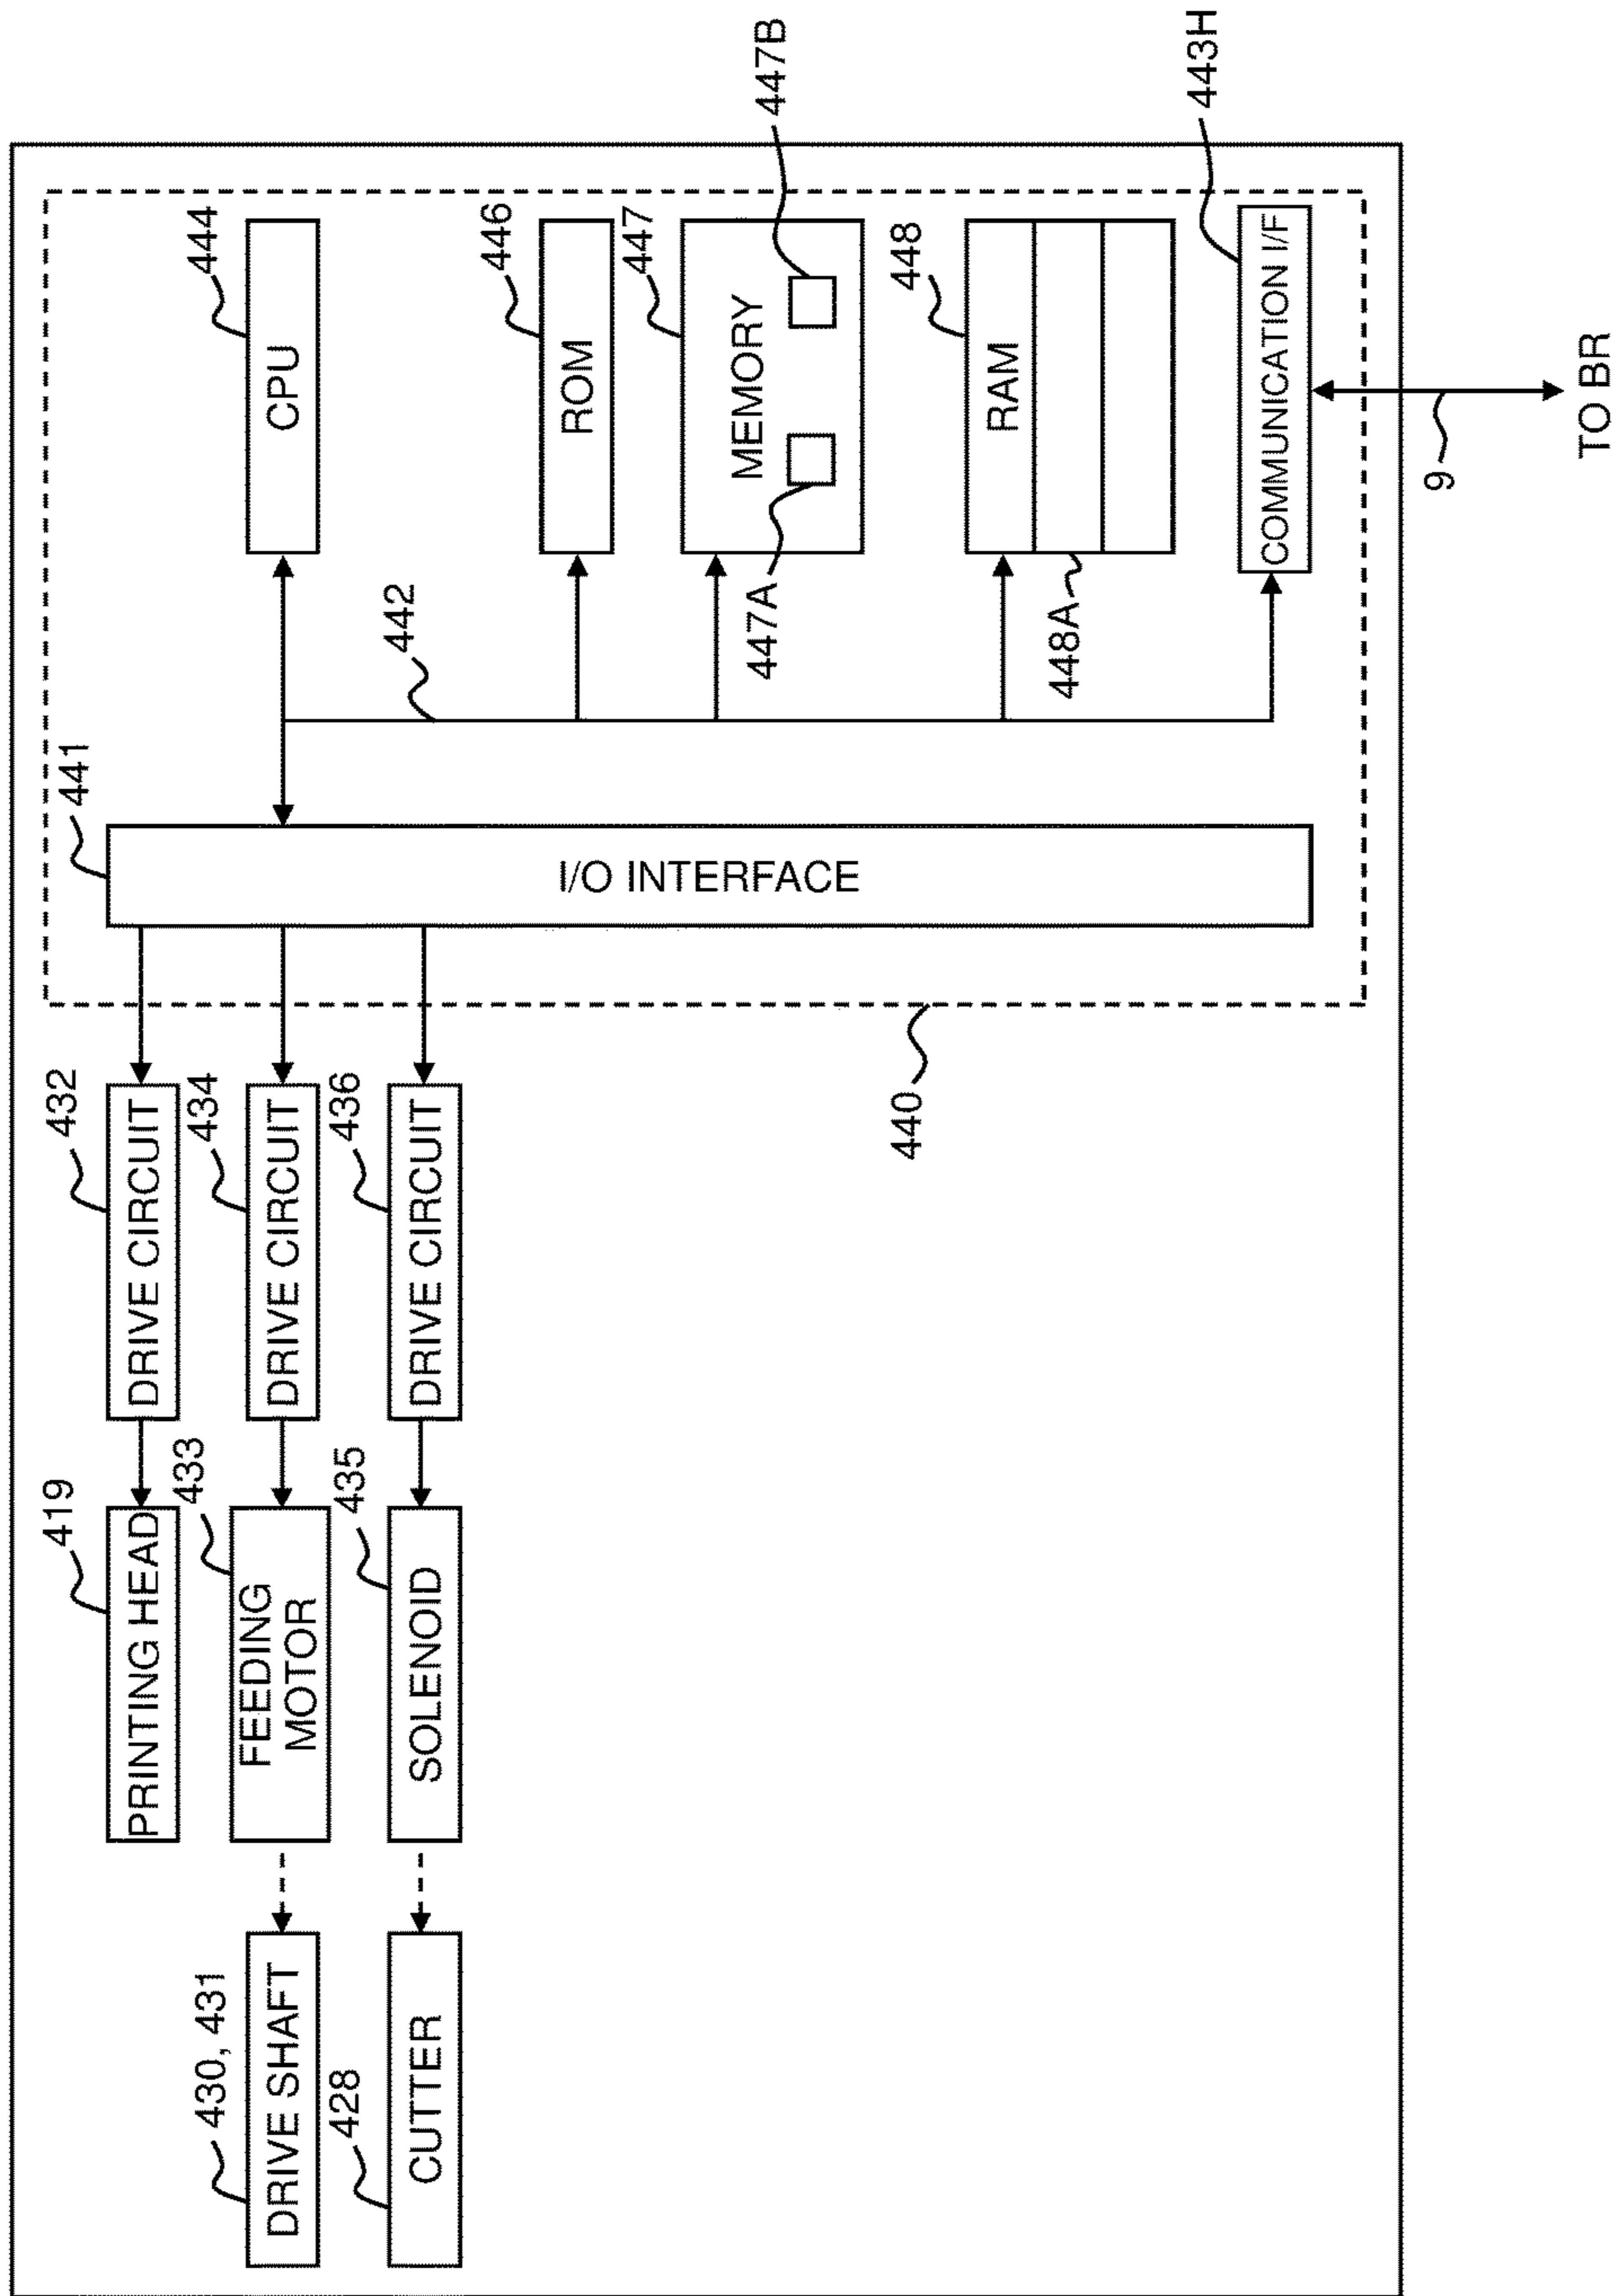 430, 431
DRIVE SHAFT
428
CUTTER
419
PRINTING HEAD
433
FEEDING
MOTOR
435
SOLENOID
432
DRIVE CIRCUIT
434
DRIVE CIRCUIT
436
DRIVE CIRCUIT
440
441
I/O INTERFACE
442
444
CPU
446
ROM
447
MEMORY
447A
447B
448
RAM
448A
443H
COMMUNICATION I/F
9
TO BR